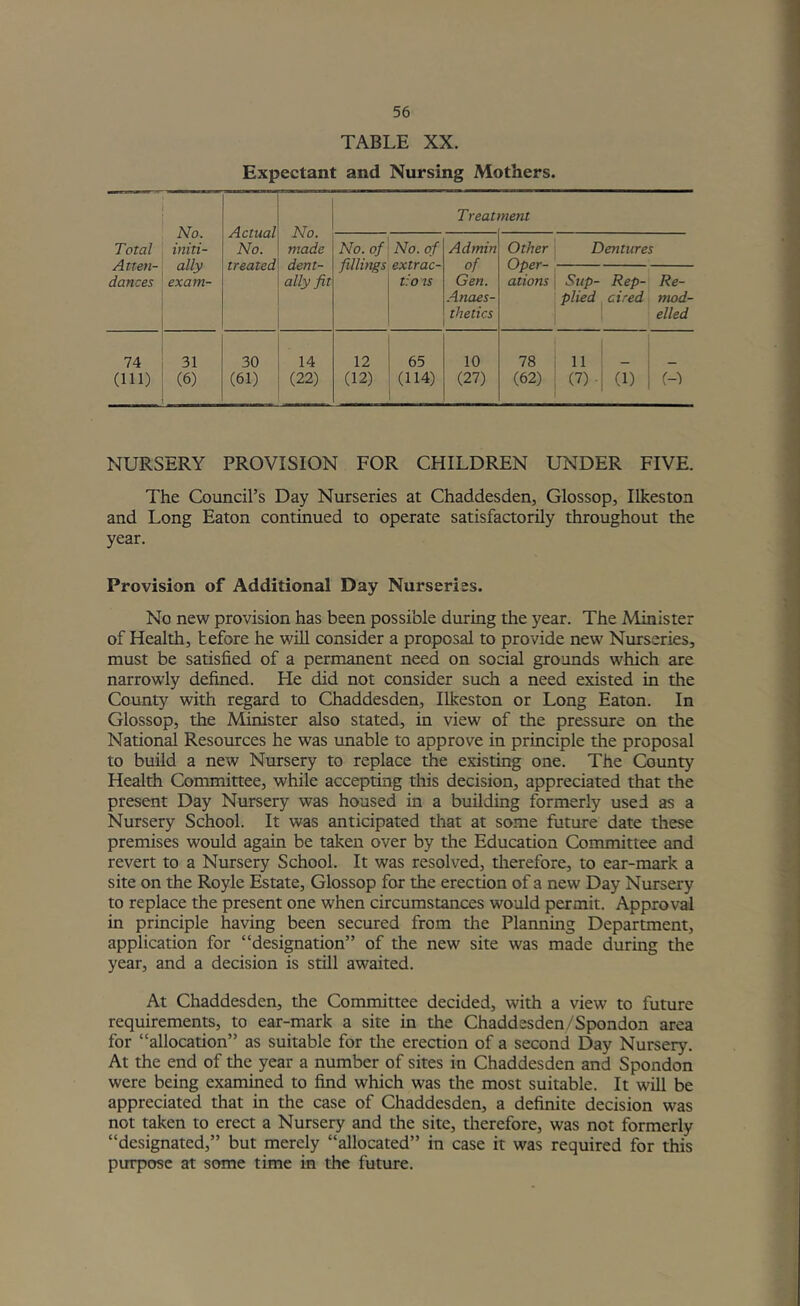 56
TABLE XX.
Expectant and Nursing Mothers.
Total Atten-dances | No. initi-ally exam- | Actual No. treated | No. made dent-ally fit | Treatment
No. of fillings | No. of extrac-tio is | Admin of Gen. Anaes-thetics | Other Oper-ations | Dentures
Sup-plied | Rep-aired | Re-mod-elled
74 | 31 | 30 | 14 | 12 | 65 | 10 | 78 | 11 | – | –
(111) | (6) | (61) | (22) | (12) | (114) | (27) | (62) | (7) | (1) | (–)
NURSERY PROVISION FOR CHILDREN UNDER FIVE.
The Council's Day Nurseries at Chaddesden, Glossop, Ilkeston
and Long Eaton continued to operate satisfactorily throughout the
year.
Provision of Additional Day Nurseries.
No new provision has been possible during the year. The Minister
of Health, before he will consider a proposal to provide new Nurseries,
must be satisfied of a permanent need on social grounds which are
narrowly defined. He did not consider such a need existed in the
County with regard to Chaddesden, Ilkeston or Long Eaton. In
Glossop, the Minister also stated, in view of the pressure on the
National Resources he was unable to approve in principle the proposal
to build a new Nursery to replace the existing one. The County
Health Committee, while accepting this decision, appreciated that the
present Day Nursery was housed in a building formerly used as a
Nursery School. It was anticipated that at some future date these
premises would again be taken over by the Education Committee and
revert to a Nursery School. It was resolved, therefore, to ear-mark a
site on the Royle Estate, Glossop for the erection of a new Day Nursery
to replace the present one when circumstances would permit. Approval
in principle having been secured from the Planning Department,
application for “designation” of the new site was made during the
year, and a decision is still awaited.
At Chaddesden, the Committee decided, with a view to future
requirements, to ear-mark a site in the Chaddesden/Spondon area
for “allocation” as suitable for the erection of a second Day Nursery.
At the end of the year a number of sites in Chaddesden and Spondon
were being examined to find which was the most suitable. It will be
appreciated that in the case of Chaddesden, a definite decision was
not taken to erect a Nursery and the site, therefore, was not formerly
“designated,” but merely “allocated” in case it was required for this
purpose at some time in the future.